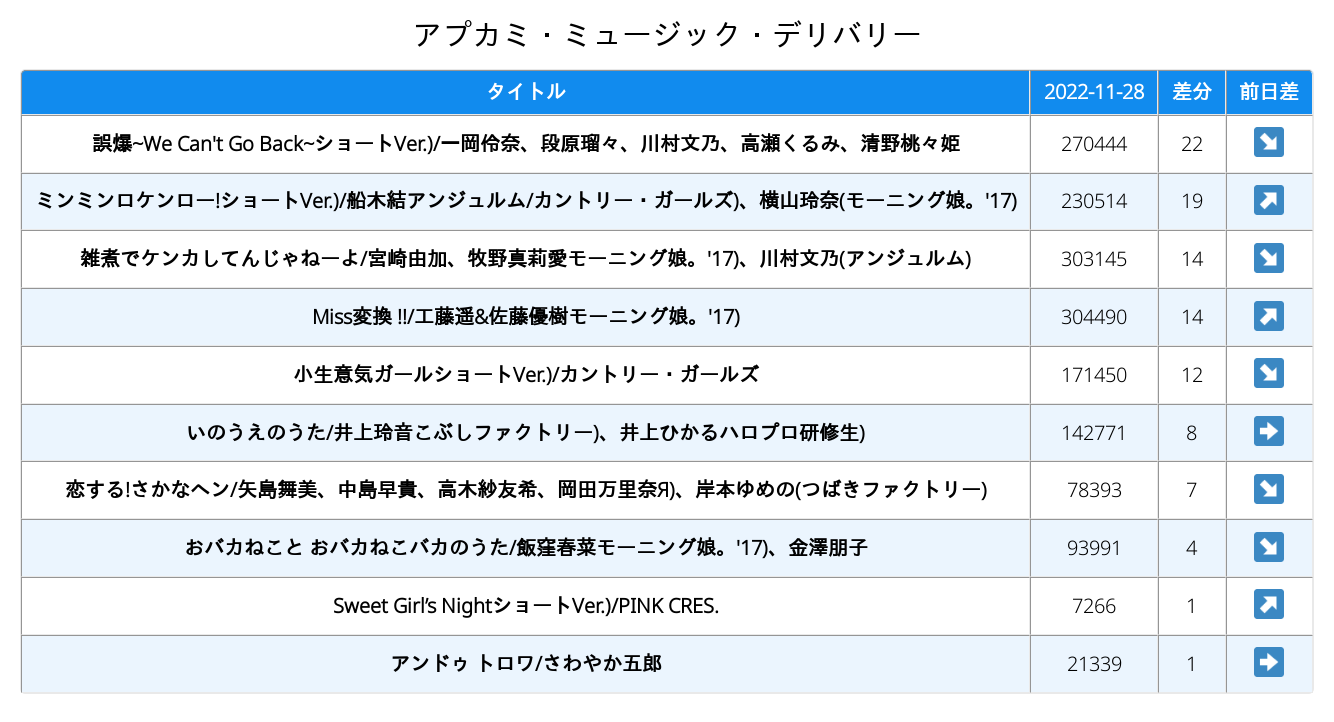 アプカミ・ミュージック・デリバリー
タイトル 2022-11-28 差分 前日差
誤爆~We Can't Go Back~ショートVer.)/一岡伶奈、段原瑠々、川村文乃、高瀬くるみ、清野桃々姫 270444 22 ↘
ミンミンロケンロー!ショートVer.)/船木結アンジュルム/カントリー・ガールズ)、横山玲奈(モーニング娘。'17) 230514 19 ↗
雑煮でケンカしてんじゃねーよ/宮崎由加、牧野真莉愛モーニング娘。'17)、川村文乃(アンジュルム) 303145 14 ↘
Miss変換 !!/工藤遥&佐藤優樹モーニング娘。'17) 304490 14 ↗
小生意気ガールショートVer.)/カントリー・ガールズ 171450 12 ↘
いのうえのうた/井上玲音こぶしファクトリー)、井上ひかるハロプロ研修生) 142771 8 ➡
恋する!さかなヘン/矢島舞美、中島早貴、高木紗友希、岡田万里奈Я)、岸本ゆめの(つばきファクトリー) 78393 7 ↘
おバカねこと おバカねこバカのうた/飯窪春菜モーニング娘。'17)、金澤朋子 93991 4 ↘
Sweet Girl’s NightショートVer.)/PINK CRES. 7266 1 ↗
アンドゥ トロワ/さわやか五郎 21339 1 ➡